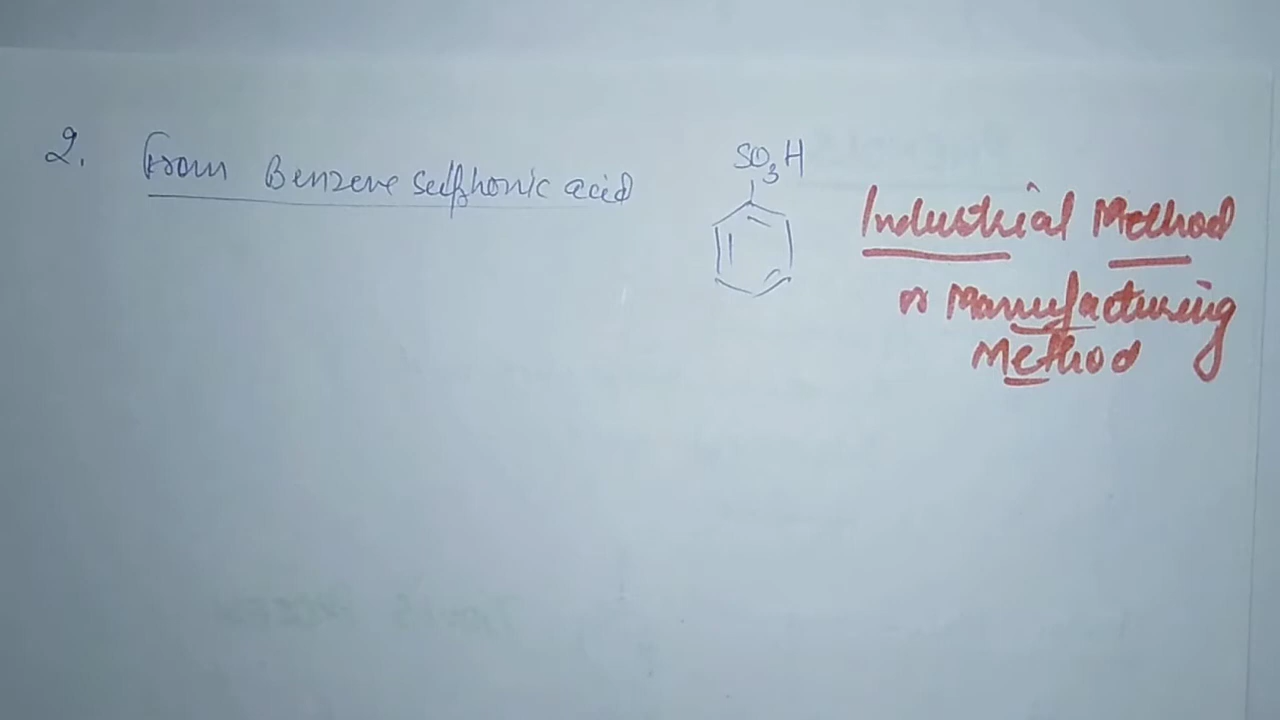 2. From Benzene sulphonic acid
SO3H
Industrial Method
or Manufacturing
Method